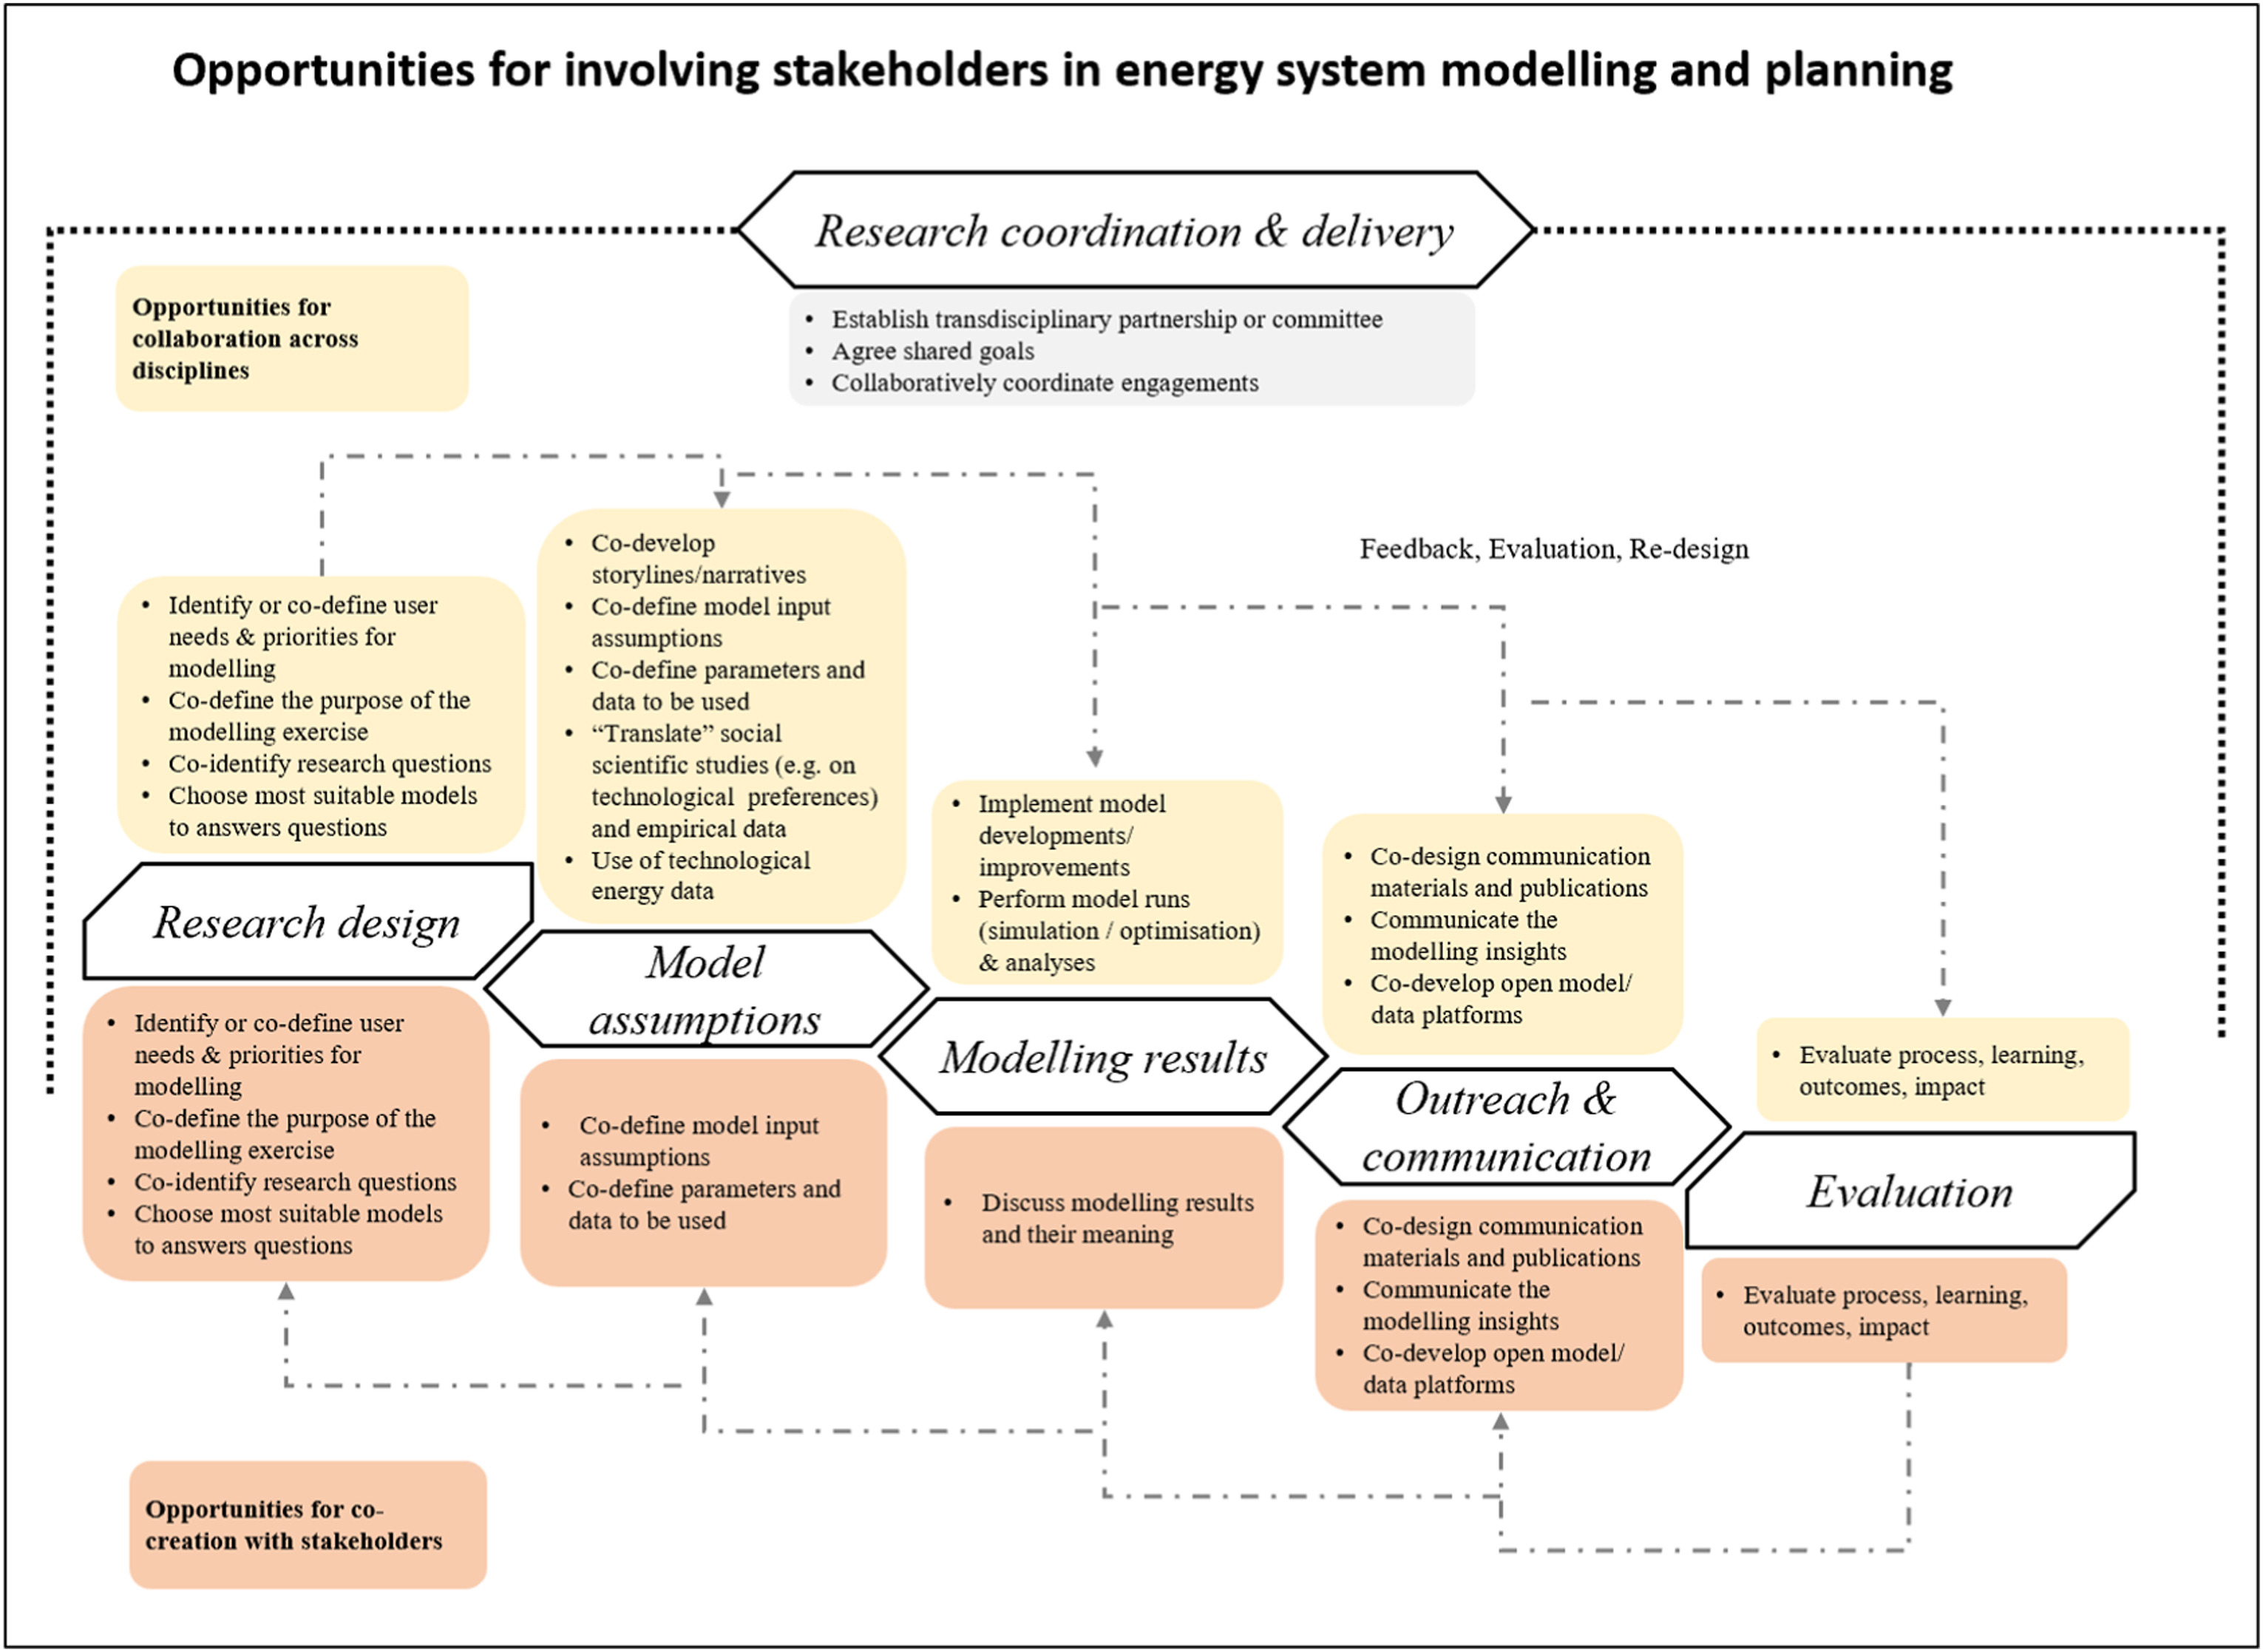 Opportunities for involving stakeholders in energy system modelling and planning
Research coordination & delivery
• Establish transdisciplinary partnership or committee
• Agree shared goals
• Collaboratively coordinate engagements
Opportunities for
collaboration across
disciplines
Feedback, Evaluation, Re-design
• Identify or co-define user
needs & priorities for
modelling
• Co-define the purpose of the
modelling exercise
• Co-identify research questions
• Choose most suitable models
to answers questions
Research design
• Identify or co-define user
needs & priorities for
modelling
• Co-define the purpose of the
modelling exercise
• Co-identify research questions
• Choose most suitable models
to answers questions
• Co-develop
storylines/narratives
• Co-define model input
assumptions
• Co-define parameters and
data to be used
• “Translate” social
scientific studies (e.g. on
technological preferences)
and empirical data
• Use of technological
energy data
Model
assumptions
• Co-define model input
assumptions
• Co-define parameters and
data to be used
• Implement model
developments/
improvements
• Perform model runs
(simulation / optimisation)
& analyses
Modelling results
• Discuss modelling results
and their meaning
• Co-design communication
materials and publications
• Communicate the
modelling insights
• Co-develop open model/
data platforms
Outreach &
communication
• Co-design communication
materials and publications
• Communicate the
modelling insights
• Co-develop open model/
data platforms
• Evaluate process, learning,
outcomes, impact
Evaluation
• Evaluate process, learning,
outcomes, impact
Opportunities for co-
creation with stakeholders